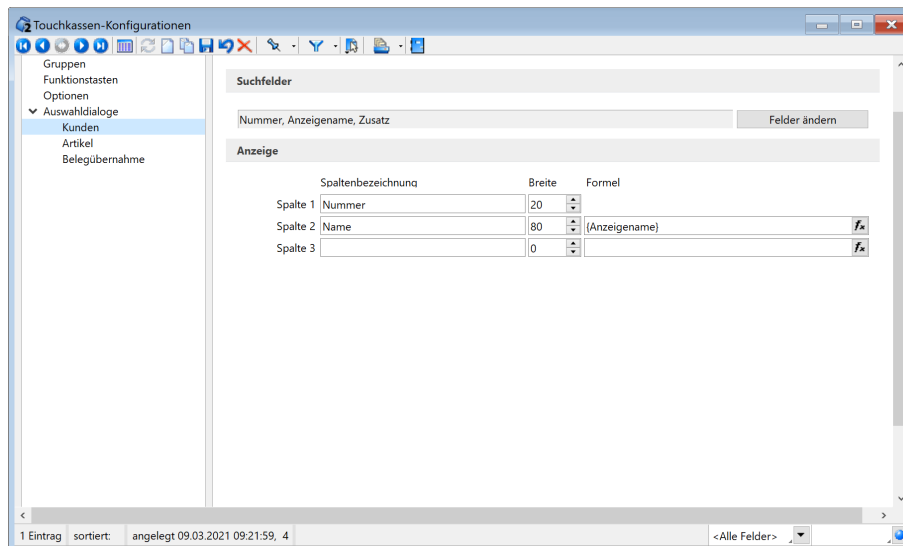 Touchkassen-Konfigurationen
Gruppen
Funktionstasten
Optionen
Auswahldialoge
Kunden
Artikel
Belegübernahme
Suchfelder
Nummer, Anzeigename, Zusatz
Felder ändern
Anzeige
Spaltenbezeichnung Breite Formel
Spalte 1 Nummer 20
Spalte 2 Name 80 {Anzeigename} fx
Spalte 3 0 fx
1 Eintrag sortiert: angelegt 09.03.2021 09:21:59, 4 <Alle Felder>